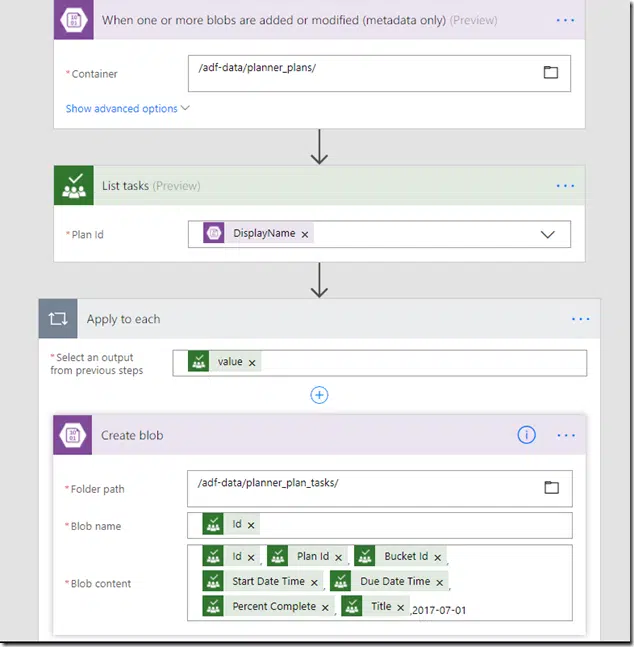 When one or more blobs are added or modified (metadata only) (Preview) ...
* Container
/adf-data/planner_plans/
Show advanced options
List tasks (Preview) ...
* Plan Id
DisplayName ×
Apply to each ...
* Select an output
from previous steps
value ×
Create blob ...
* Folder path
/adf-data/planner_plan_tasks/
* Blob name
Id ×
* Blob content
Id ×, Plan Id ×, Bucket Id ×,
Start Date Time ×, Due Date Time ×,
Percent Complete ×, Title ×,2017-07-01